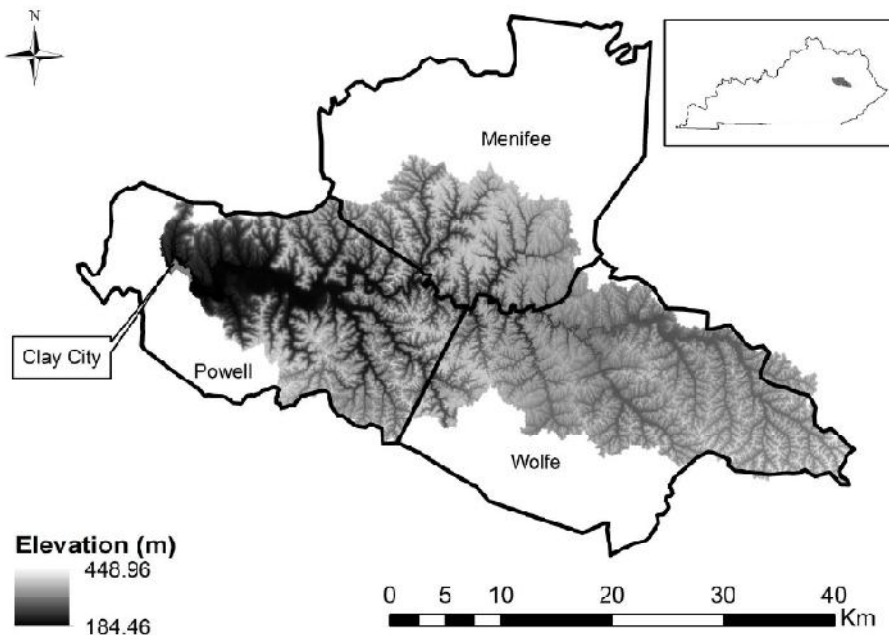 N
Menifee
Clay City
Powell
Wolfe
Elevation (m)
448.96
184.46
0 5 10 20 30 40
Km